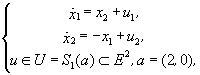 ẋ₁ = x₂ + u₁,
ẋ₂ = −x₁ + u₂,
u ∈ U = S₁(a) ⊂ E², a = (2, 0),